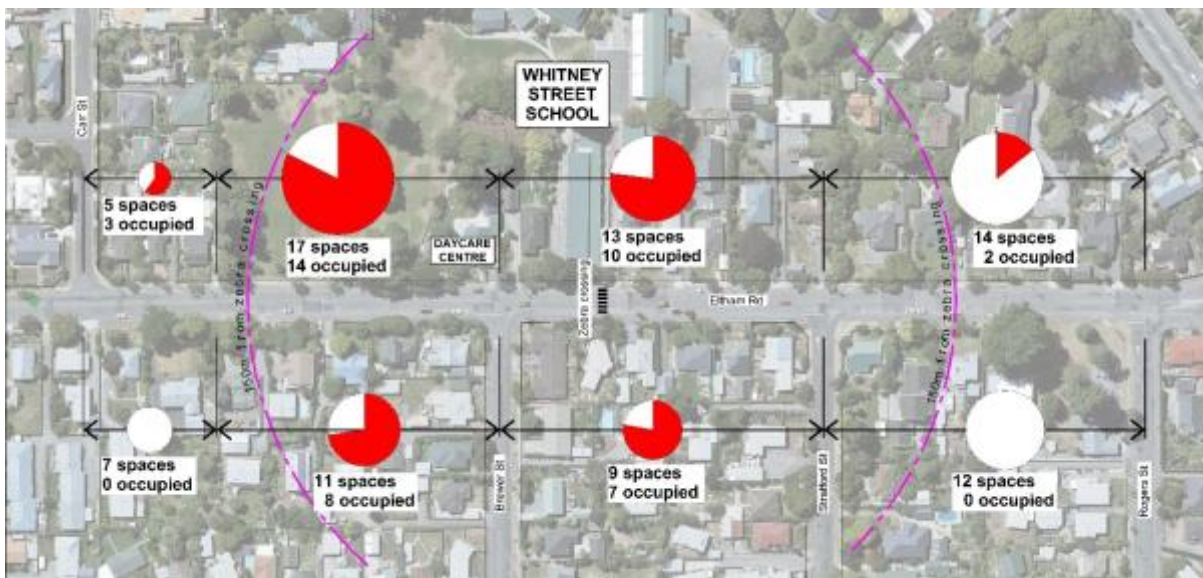 WHITNEY
STREET
SCHOOL
Carr St
5 spaces
3 occupied
150m from zebra crossing
17 spaces
14 occupied
DAYCARE
CENTRE
13 spaces
10 occupied
14 spaces
2 occupied
150m from zebra crossing
Zebra crossing
Eltham Rd
7 spaces
0 occupied
11 spaces
8 occupied
Brewer St
9 spaces
7 occupied
Stratford St
12 spaces
0 occupied
Rogers St